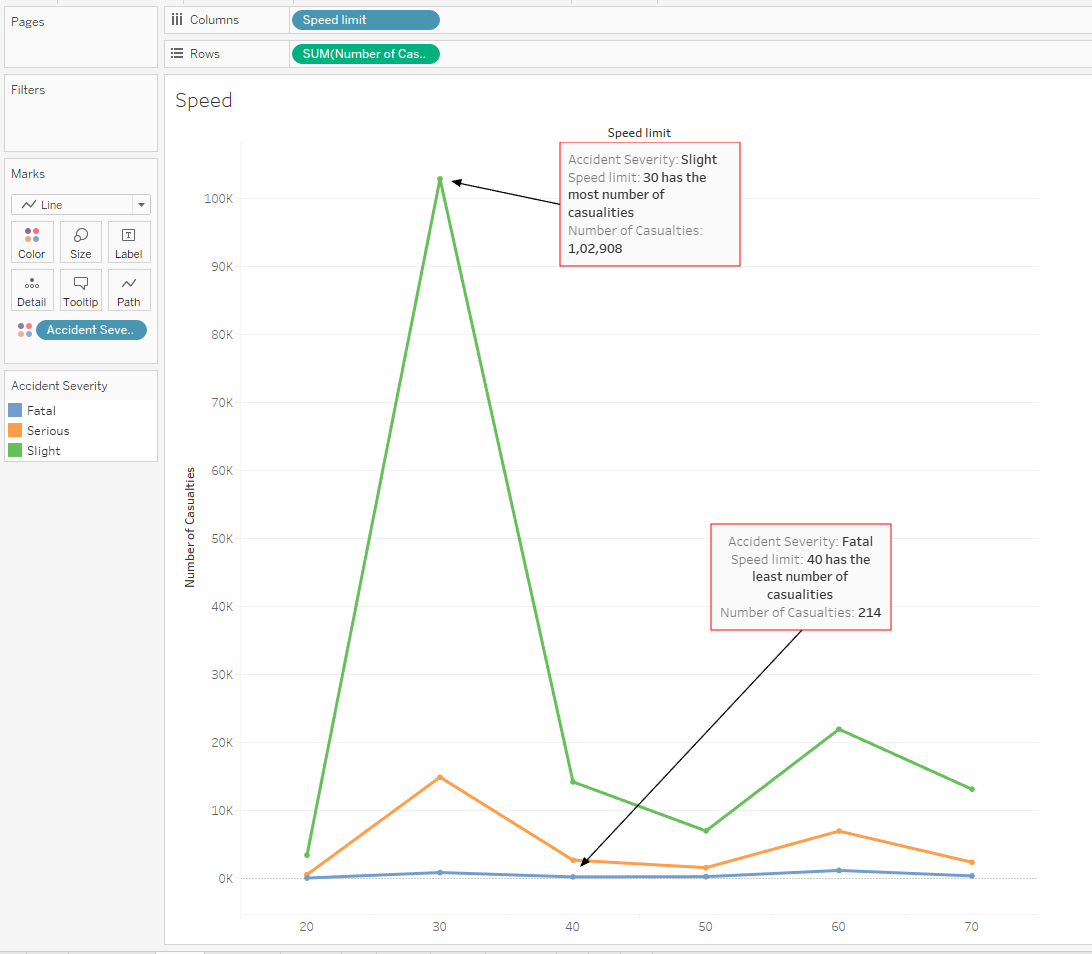 Pages
Columns
Speed limit
Rows
SUM(Number of Cas..
Filters
Marks
Line
Color
Size
Label
Detail
Tooltip
Path
Accident Seve..
Accident Severity
Fatal
Serious
Slight
Speed
Speed limit
Accident Severity: Slight
Speed limit: 30 has the
most number of
casualities
Number of Casualties:
1,02,908
Accident Severity: Fatal
Speed limit: 40 has the
least number of
casualities
Number of Casualties: 214
Number of Casualties
100K
90K
80K
70K
60K
50K
40K
30K
20K
10K
0K
20 30 40 50 60 70